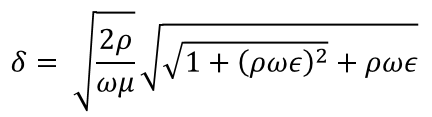 δ = √(2ρ/ωμ) √(√(1 + (ρωϵ)²) + ρωϵ)